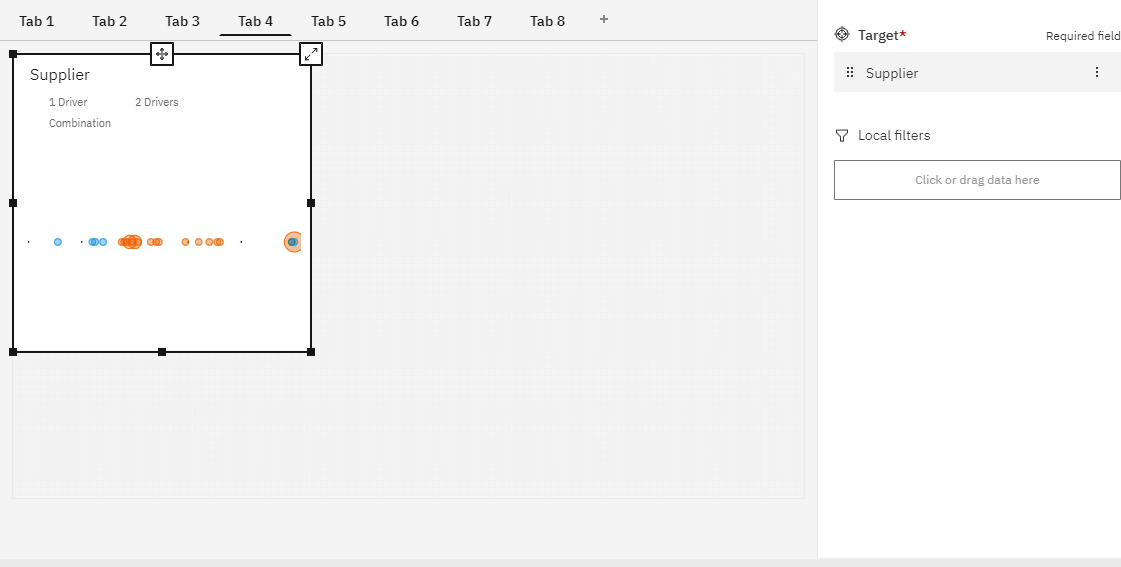 Tab 1 Tab 2 Tab 3 Tab 4 Tab 5 Tab 6 Tab 7 Tab 8 +
Supplier
1 Driver 2 Drivers
Combination
Target* Required field
Supplier
Local filters
Click or drag data here